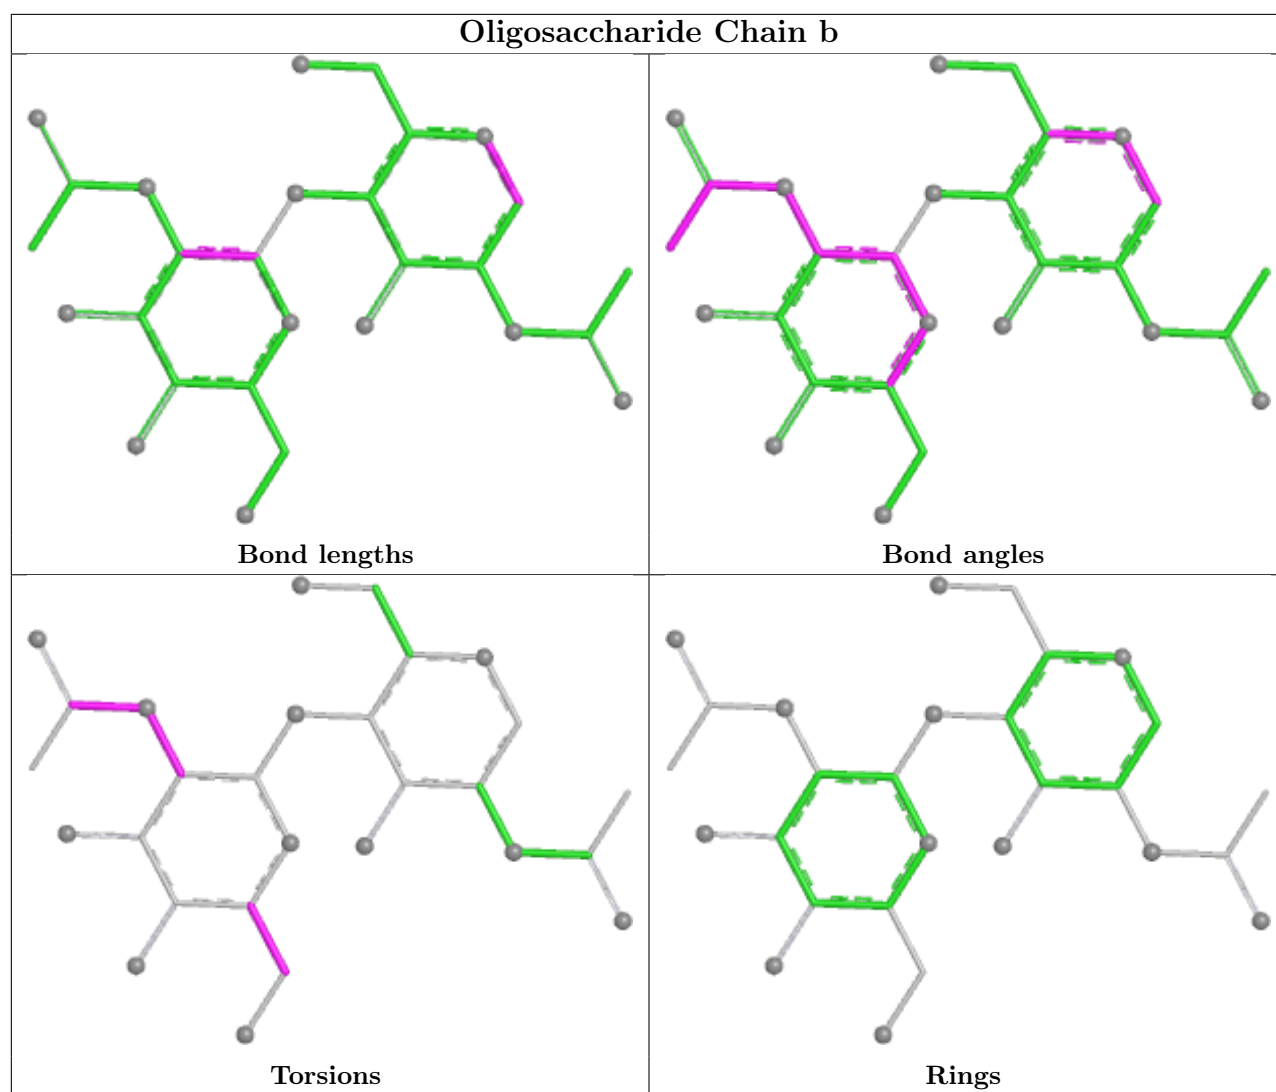 Oligosaccharide Chain b
Bond lengths
Bond angles
Torsions
Rings